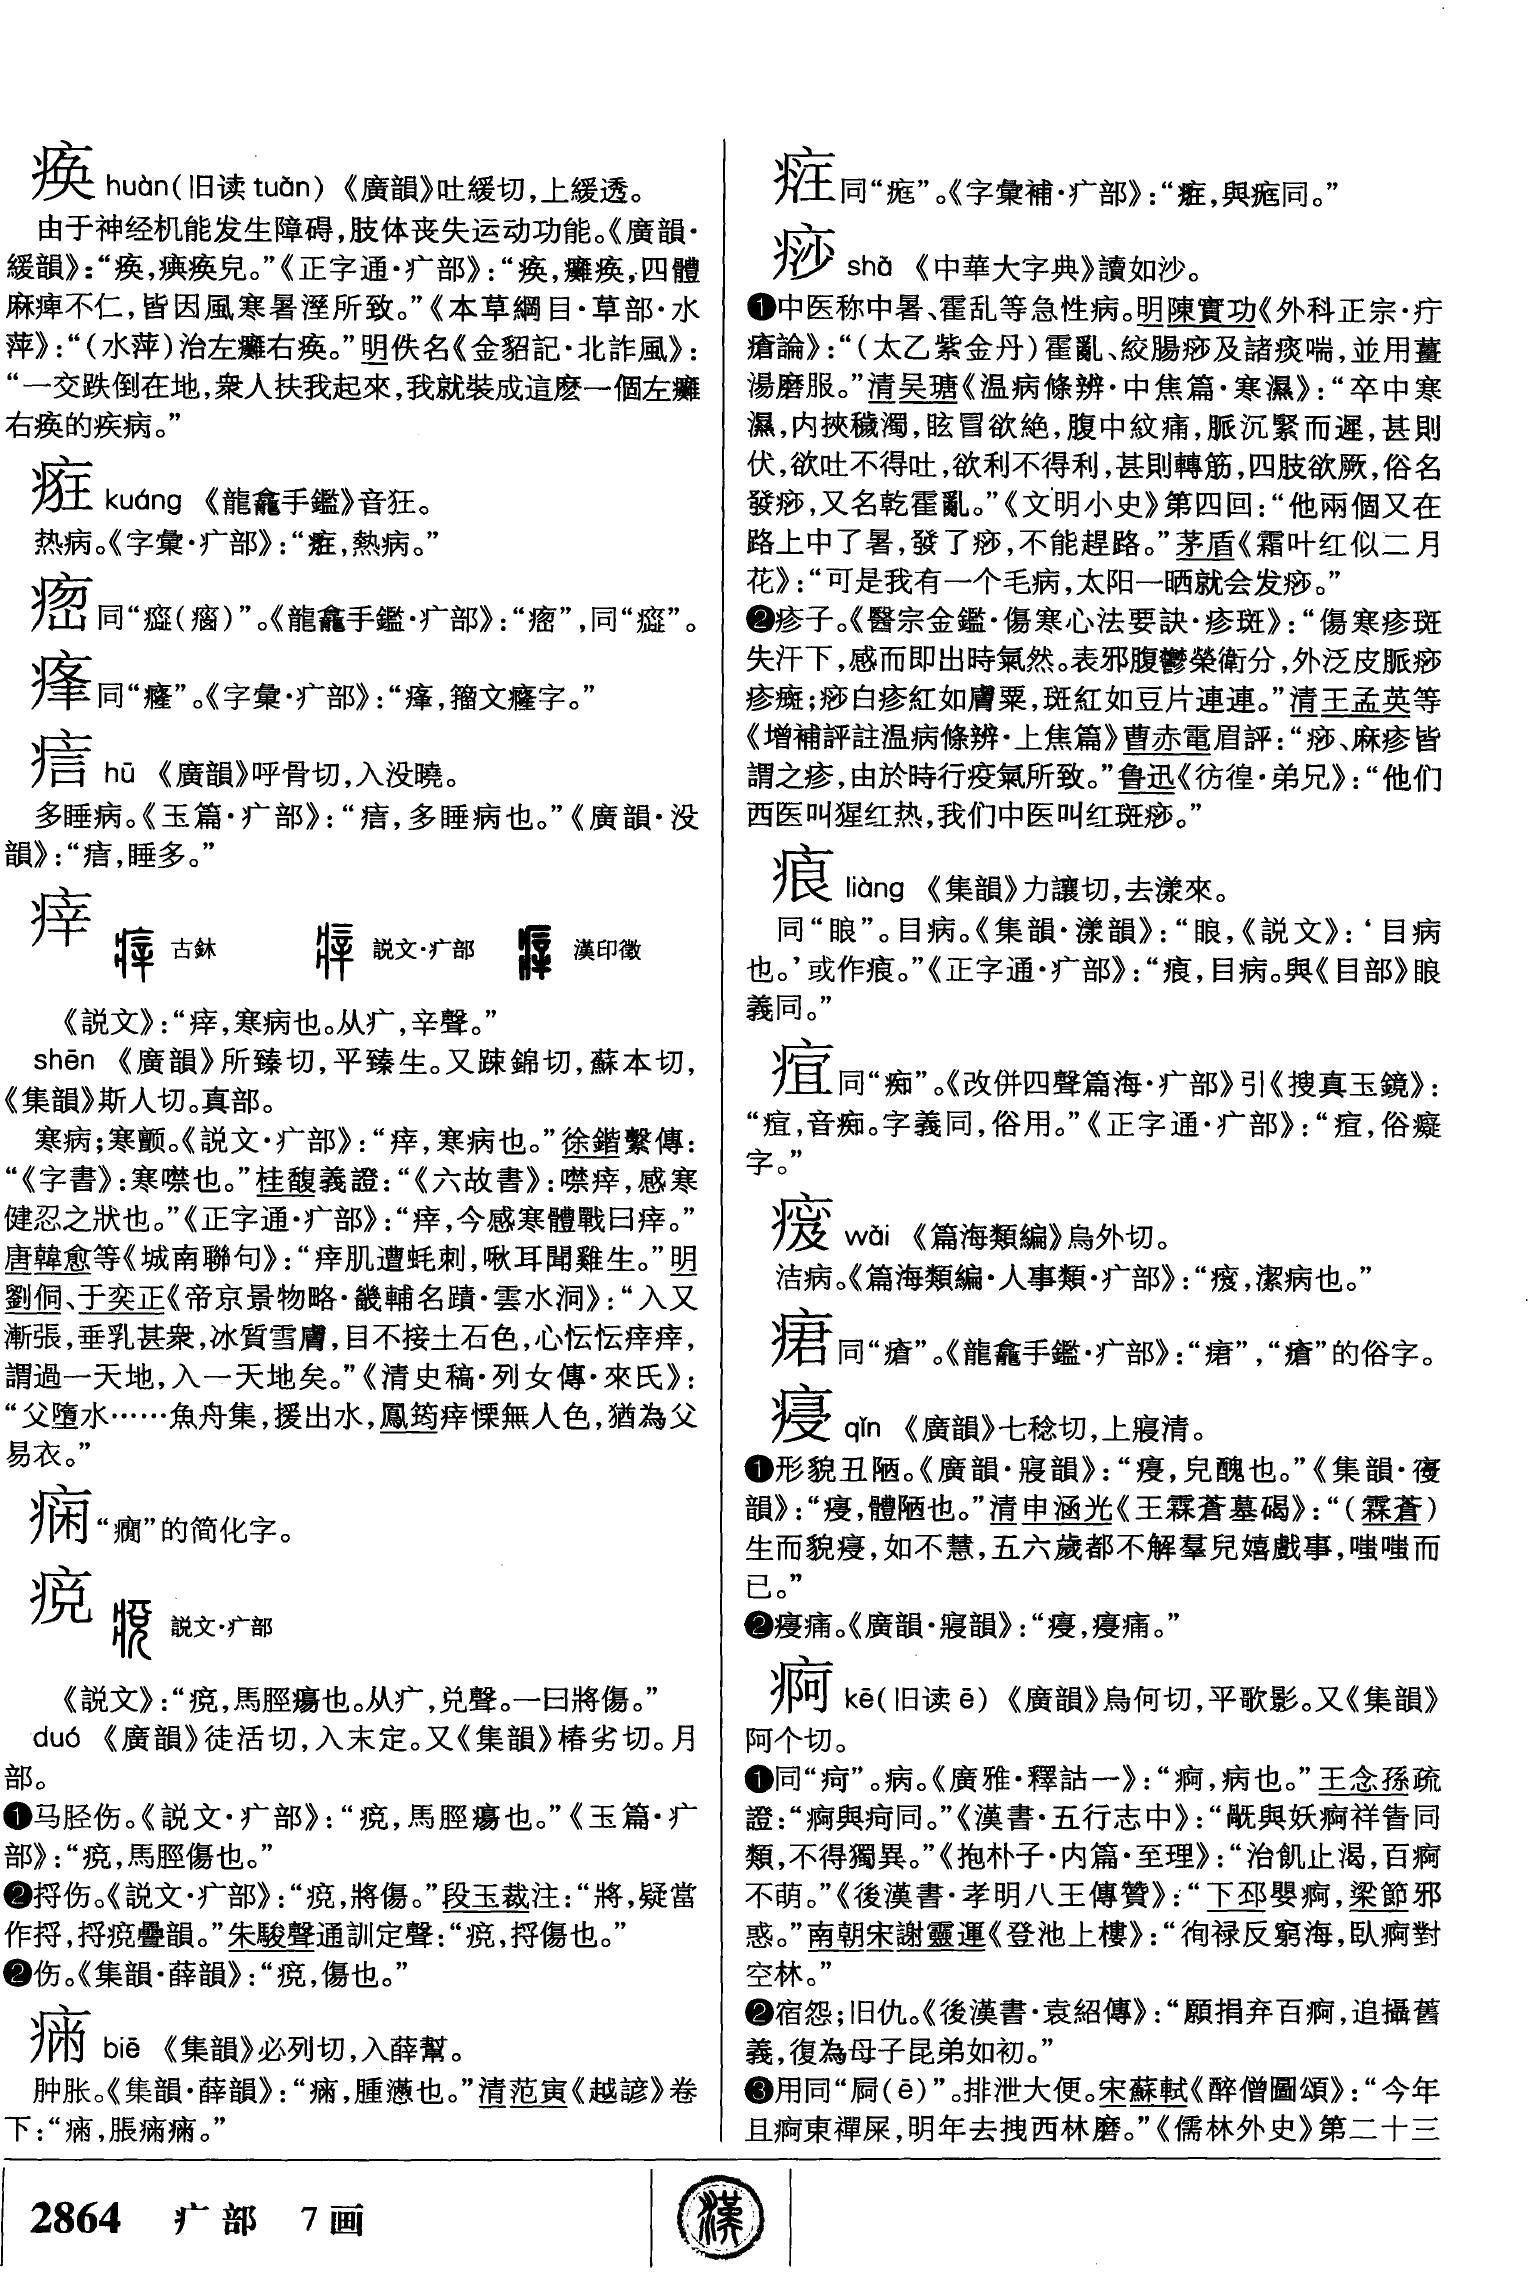 痪 huàn(旧读tuǎn) 《廣韻》吐緩切,上緩透。
由于神经机能发生障碍,肢体丧失运动功能。《廣韻·
緩韻》:“痪,㾕痪皃。”《正字通·疒部》:“痪,癱痪,四體
麻痺不仁,皆因風寒暑溼所致。”《本草綱目·草部·水
萍》:“(水萍)治左癱右痪。”明佚名《金貂記·北詐風》:
“一交跌倒在地,衆人扶我起來,我就裝成這麽一個左癱
右痪的疾病。”
㾠 kuáng 《龍龕手鑑》音狂。
热病。《字彙·疒部》:“㾠,熱病。”
同“”。《龍龕手鑑·疒部》:“”,同“”。
㾾同“癃”。《字彙·疒部》:“㾾,籀文癃字。”
㾇 hū 《廣韻》呼骨切,入没曉。
多睡病。《玉篇·疒部》:“,多睡病也。”《廣韻·没
韻》:“,睡多。”
痒 古鉥 説文·疒部 漢印徵
《説文》:“㾕,寒病也。从疒,辛聲。”
shēn 《廣韻》所臻切,平臻生。又踈錦切,蘇本切,
《集韻》斯人切。真部。
寒病;寒颤。《説文·疒部》:“㾕,寒病也。”徐鍇繫傳:
“《字書》:寒噤也。”桂馥義證:“《六故書》:噤㾕,感寒
健忍之狀也。”《正字通·疒部》:“㾕,今感寒體戰曰㾕。”
唐韓愈等《城南聯句》:“㾕肌遭蚝刺,啾耳聞雞生。”明
劉侗、于奕正《帝京景物略·畿輔名蹟·雲水洞》:“入又
漸張,垂乳甚衆,冰質雪膚,目不接土石色,心忶忶㾕㾕,
謂過一天地,入一天地矣。”《清史稿·列女傳·來氏》:
“父墮水……魚舟集,援出水,鳳筠㾕慄無人色,猶為父
易衣。”
痫“癇”的简化字。
痥 説文·疒部
《説文》:“痥,馬脛瘍也。从疒,兑聲。一曰將傷。”
duó 《廣韻》徒活切,入末定。又《集韻》樁劣切。月
部。
❶马胫伤。《説文·疒部》:“痥,馬脛瘍也。”《玉篇·疒
部》:“痥,馬脛傷也。”
❷捋伤。《説文·疒部》:“痥,將傷。”段玉裁注:“將,疑當
作捋,捋痥疊韻。”朱駿聲通訓定聲:“痥,捋傷也。”
❷伤。《集韻·薛韻》:“痥,傷也。”
㾜 biē 《集韻》必列切,入薛幫。
肿胀。《集韻·薛韻》:“,腫懣也。”清范寅《越諺》卷
下:“,脹。”
同“尪”。《字彙補·疒部》:“,與尪同。”
痧 shā 《中華大字典》讀如沙。
❶中医称中暑、霍乱等急性病。明陳實功《外科正宗·疔
瘡論》:“(太乙紫金丹)霍亂、絞腸痧及諸痰喘,並用薑
湯磨服。”清吴瑭《温病條辨·中焦篇·寒濕》:“卒中寒
濕,内挾穢濁,眩冒欲絶,腹中絞痛,脈沉緊而遲,甚則
伏,欲吐不得吐,欲利不得利,甚則轉筋,四肢欲厥,俗名
發痧,又名乾霍亂。”《文明小史》第四回:“他兩個又在
路上中了暑,發了痧,不能趕路。”茅盾《霜叶红似二月
花》:“可是我有一个毛病,太阳一晒就会发痧。”
❷疹子。《醫宗金鑑·傷寒心法要訣·疹斑》:“傷寒疹斑
失汗下,感而即出時氣然。表邪腹鬱榮衛分,外泛皮脈痧
疹癍;痧白疹紅如膚粟,斑紅如豆片連連。”清王孟英等
《增補評註温病條辨·上焦篇》曹赤電眉評:“痧、麻疹皆
謂之疹,由於時行疫氣所致。”鲁迅《彷徨·弟兄》:“他们
西医叫猩红热,我们中医叫红斑痧。”
㾗 liàng 《集韻》力讓切,去漾來。
同“眼”。目病。《集韻·漾韻》:“眼,《説文》:‘目病
也。’或作㾗。”《正字通·疒部》:“㾗,目病。與《目部》眼
義同。”
痘同“痴”。《改併四聲篇海·疒部》引《搜真玉鏡》:
“,音痴。字義同,俗用。”《正字通·疒部》:“,俗癡
字。”
wǎi 《篇海類編》烏外切。
洁病。《篇海類編·人事類·疒部》:“,潔病也。”
同“瘡”。《龍龕手鑑·疒部》:“”,“瘡”的俗字。
㾛 qǐn 《廣韻》七稔切,上寑清。
❶形貌丑陋。《廣韻·寑韻》:“㾛,皃醜也。”《集韻·寑
韻》:“㾛,體陋也。”清申涵光《王霖蒼墓碣》:“(霖蒼)
生而貌㾛,如不慧,五六歲都不解羣兒嬉戲事,嗤嗤而
已。”
❷㾛痛。《廣韻·寑韻》:“㾛,㾛痛。”
痾 kē(旧读ē) 《廣韻》烏何切,平歌影。又《集韻》
阿个切。
❶同“疴”。病。《廣雅·釋詁一》:“痾,病也。”王念孫疏
證:“痾與疴同。”《漢書·五行志中》:“㕟與妖痾祥眚同
類,不得獨異。”《抱朴子·内篇·至理》:“治飢止渴,百痾
不萌。”《後漢書·孝明八王傳贊》:“下邳嬰痾,梁節邪
惑。”南朝宋謝靈運《登池上樓》:“徇禄反窮海,臥痾對
空林。”
❷宿怨;旧仇。《後漢書·袁紹傳》:“願捐弃百痾,追攝舊
義,復為母子昆弟如初。”
❸用同“屙(ē)”。排泄大便。宋蘇軾《醉僧圖頌》:“今年
且痾東禪屎,明年去拽西林磨。”《儒林外史》第二十三
2864 疒部 7画
漢